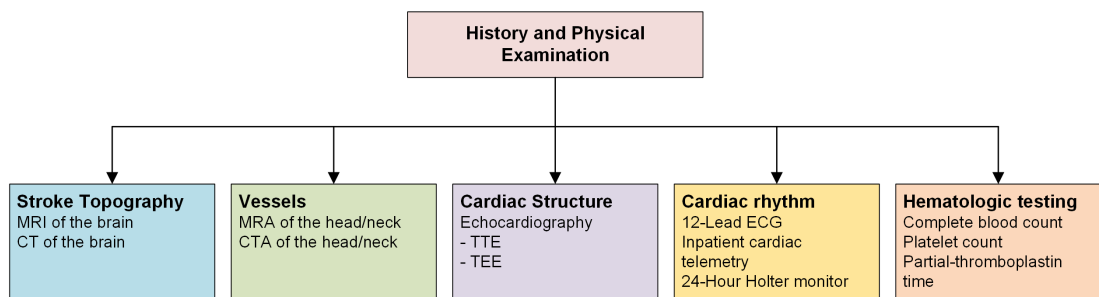 History and Physical
Examination
Stroke Topography
MRI of the brain
CT of the brain
Vessels
MRA of the head/neck
CTA of the head/neck
Cardiac Structure
Echocardiography
- TTE
- TEE
Cardiac rhythm
12-Lead ECG
Inpatient cardiac
telemetry
24-Hour Holter monitor
Hematologic testing
Complete blood count
Platelet count
Partial-thromboplastin
time